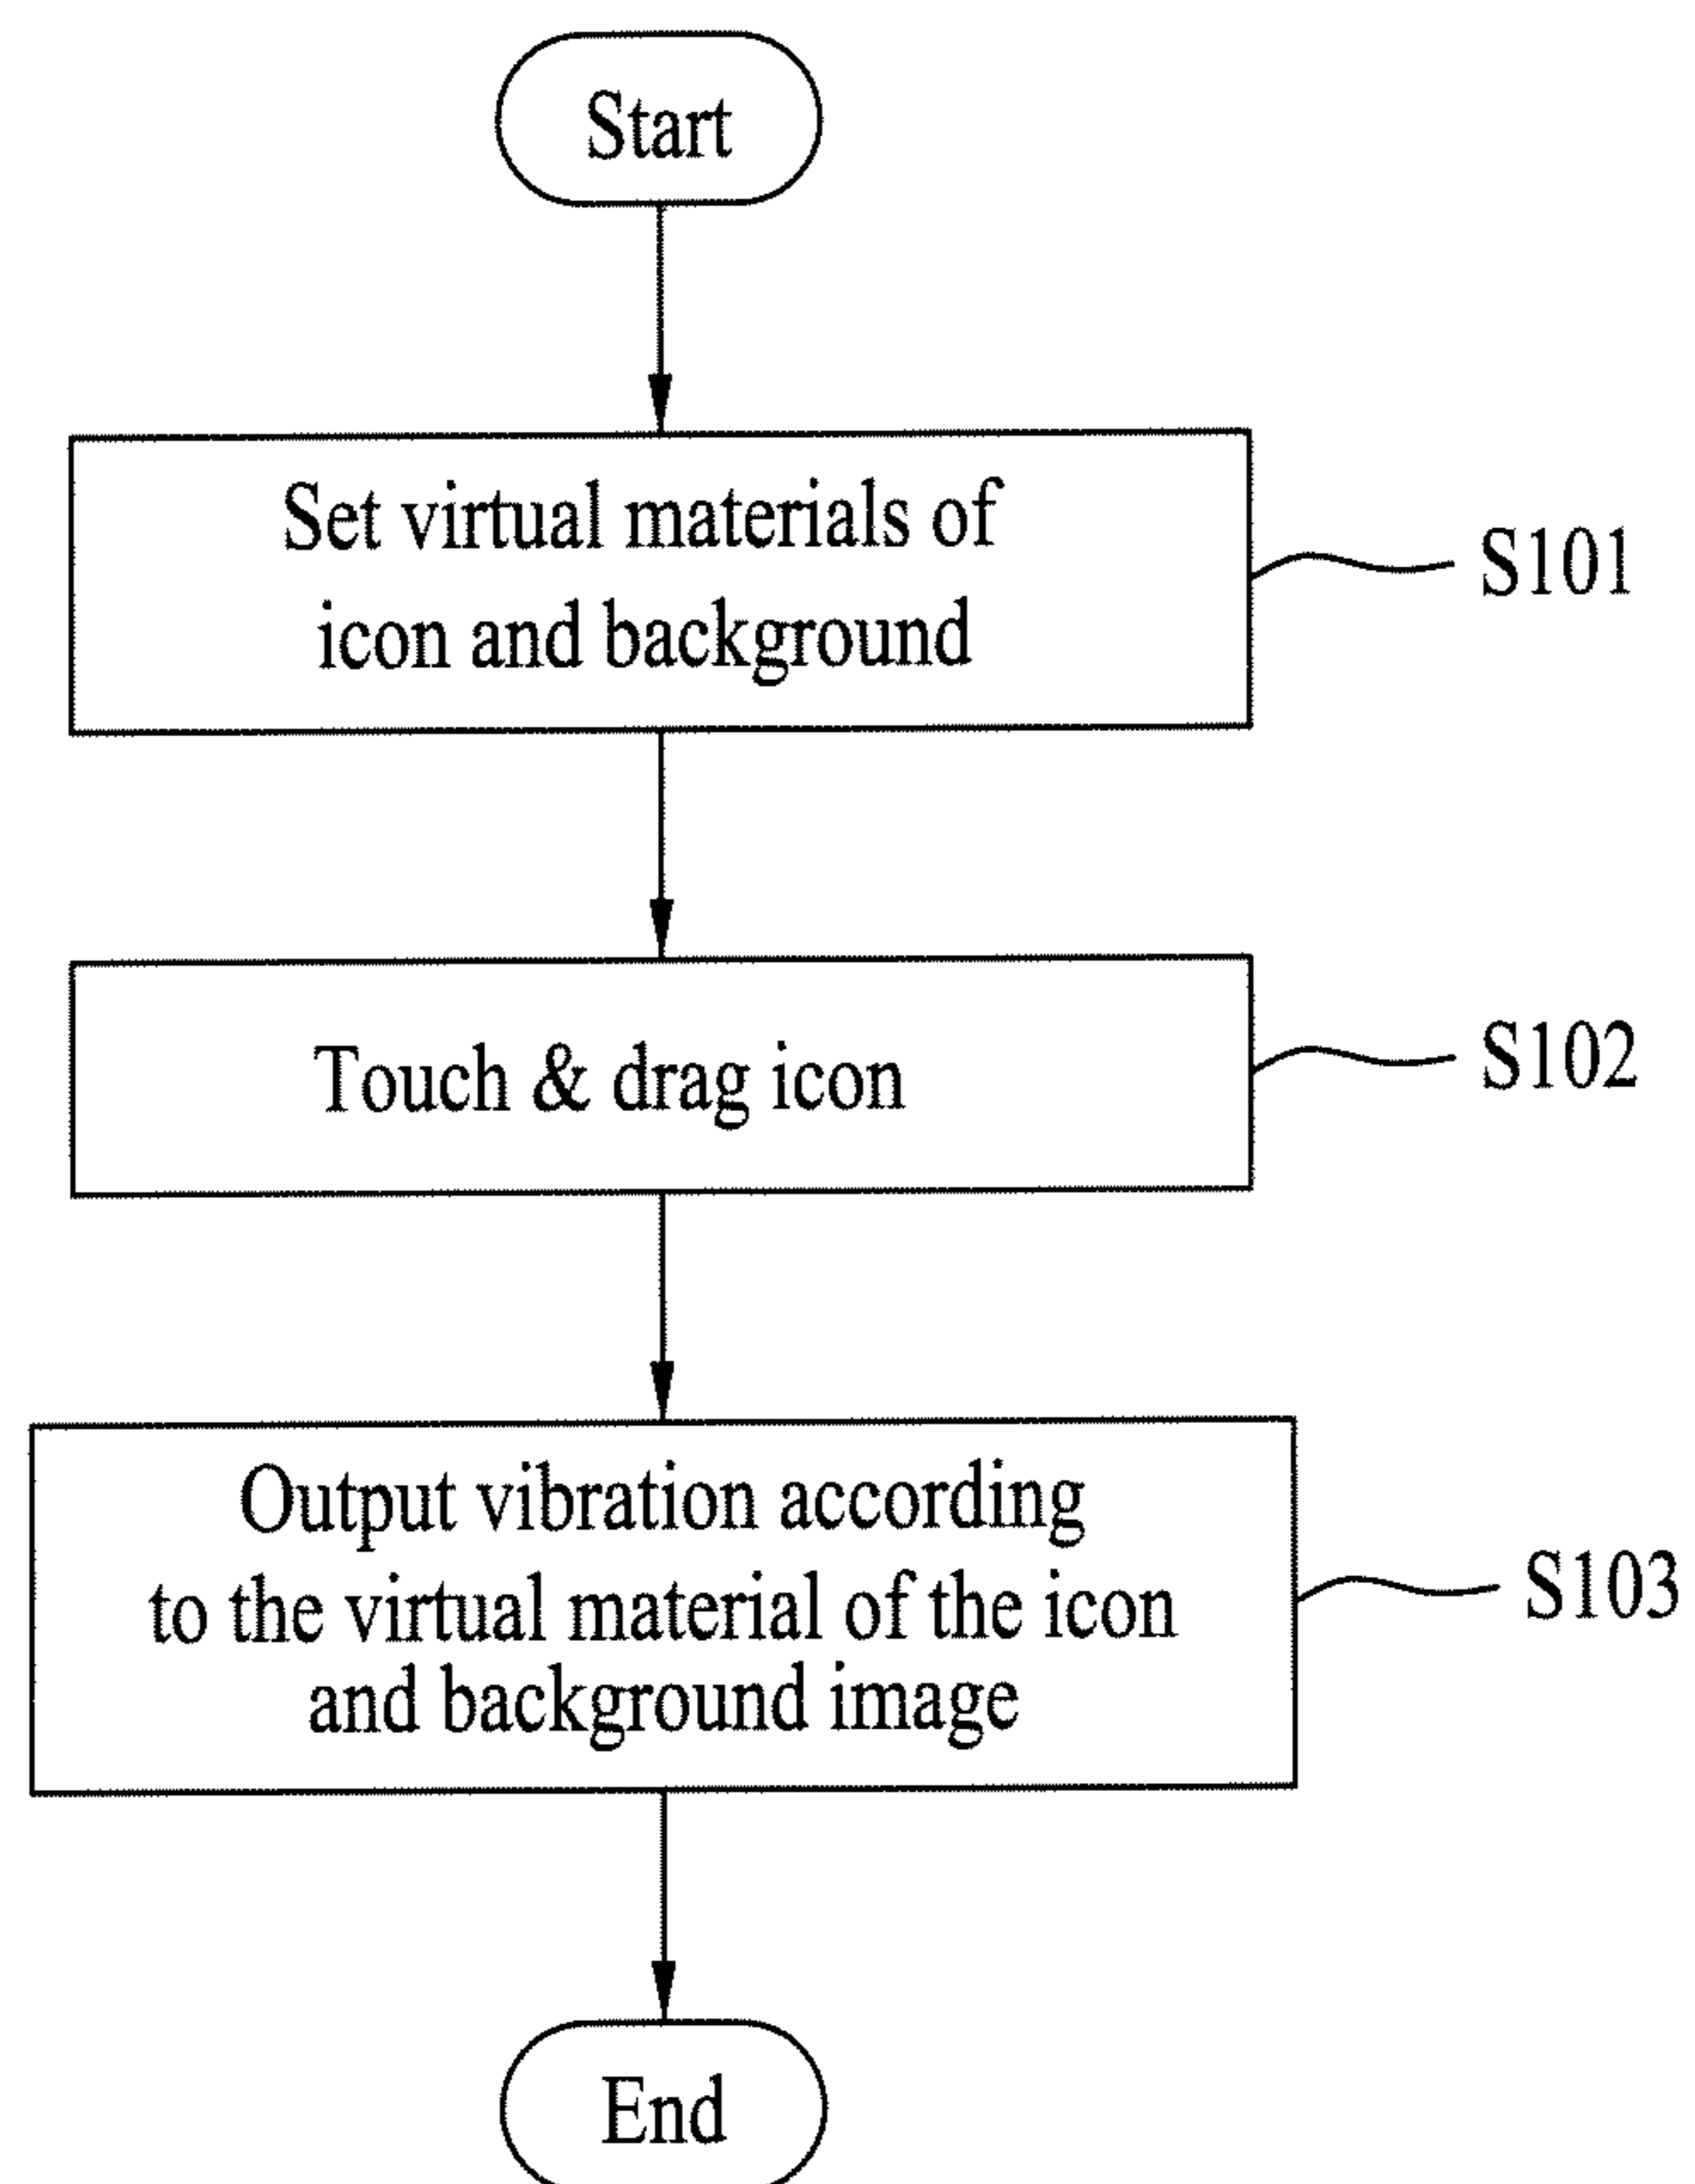 Start
Set virtual materials of
icon and background
S101
Touch & drag icon
S102
Output vibration according
to the virtual material of the icon
and background image
S103
End